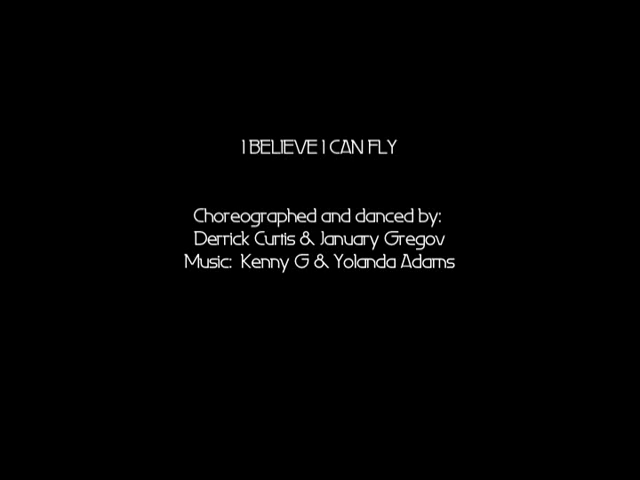 I BELIEVE I CAN FLY
Choreographed and danced by:
Derrick Curtis & January Gregov
Music: Kenny G & Yolanda Adams